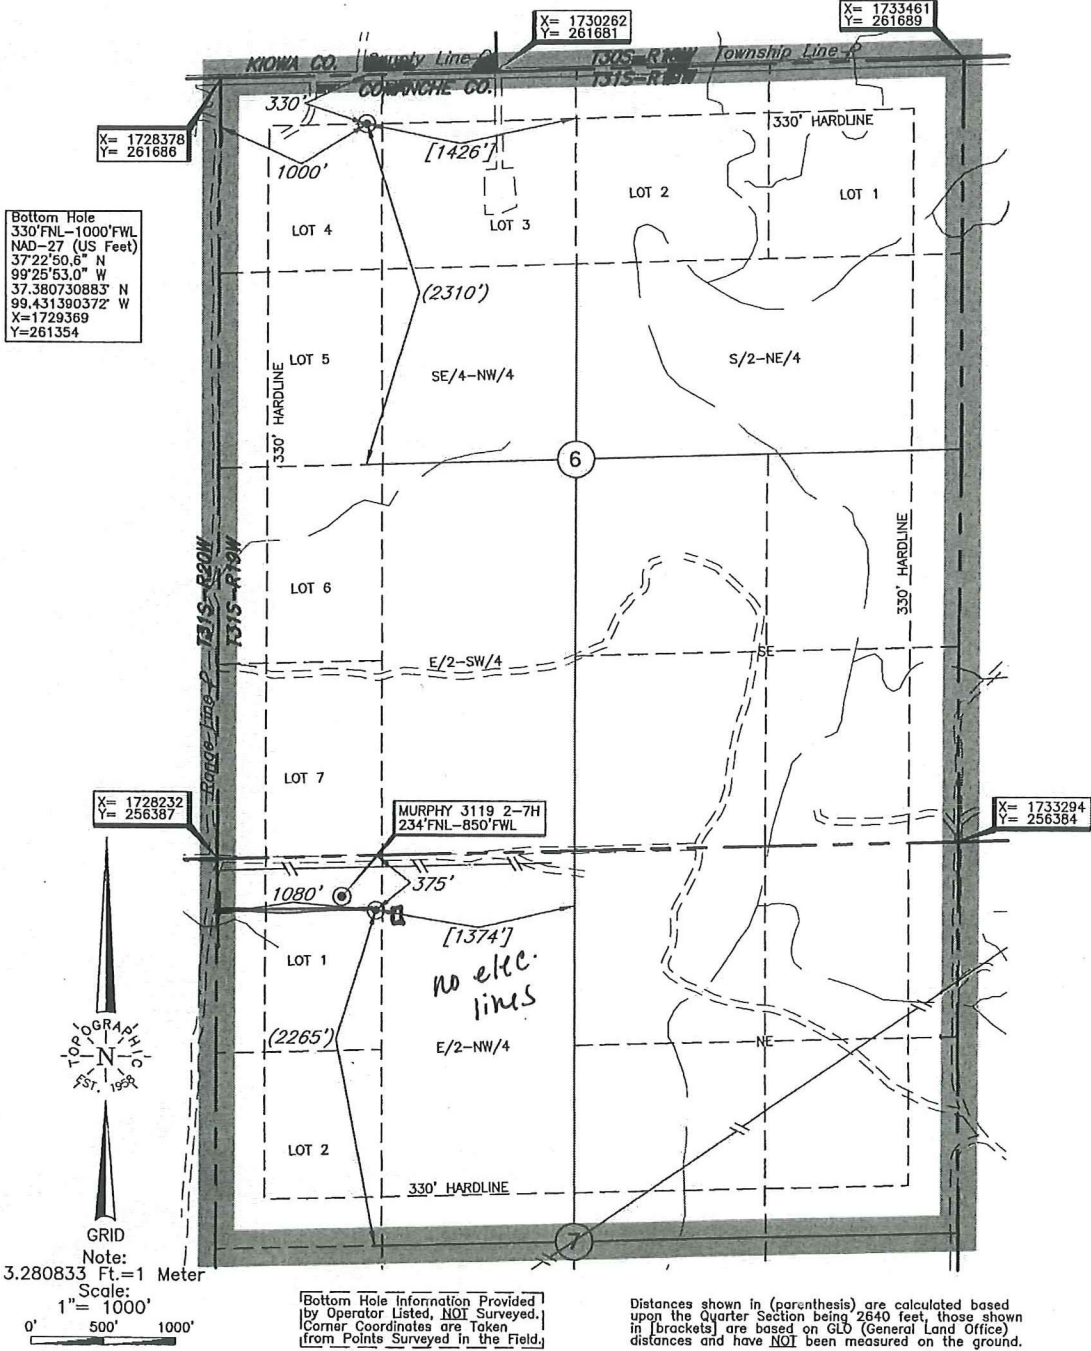 X= 1730262
Y= 261681
X= 1733461
Y= 261689
KIOWA CO.
County Line
T30S-R19W
Township Line
COMANCHE CO.
T31S-R19W
330'
330' HARDLINE
X= 1728378
Y= 261686
[1426']
1000'
LOT 4
LOT 3
LOT 2
LOT 1
Bottom Hole
330'FNL-1000'FWL
NAD-27 (US Feet)
37°22'50.6" N
99°25'53.0" W
37.380730883° N
99.431390372° W
X=1729369
Y=261354
(2310')
LOT 5
SE/4-NW/4
S/2-NE/4
330' HARDLINE
6
T31S-R20W
T31S-R19W
Range Line
330' HARDLINE
LOT 6
E/2-SW/4
SE
LOT 7
X= 1728232
Y= 256387
MURPHY 3119 2-7H
234'FNL-850'FWL
X= 1733294
Y= 256384
1080'
375'
[1374']
LOT 1
no elec.
lines
(2265')
E/2-NW/4
NE
TOPOGRAPHIC
N
EST. 1958
LOT 2
330' HARDLINE
7
GRID
Note:
3.280833 Ft.=1 Meter
Scale:
1"= 1000'
0' 500' 1000'
Bottom Hole Information Provided
by Operator Listed, NOT Surveyed.
Corner Coordinates are Taken
from Points Surveyed in the Field.
Distances shown in (parenthesis) are calculated based
upon the Quarter Section being 2640 feet, those shown
in [brackets] are based on GLO (General Land Office)
distances and have NOT been measured on the ground.